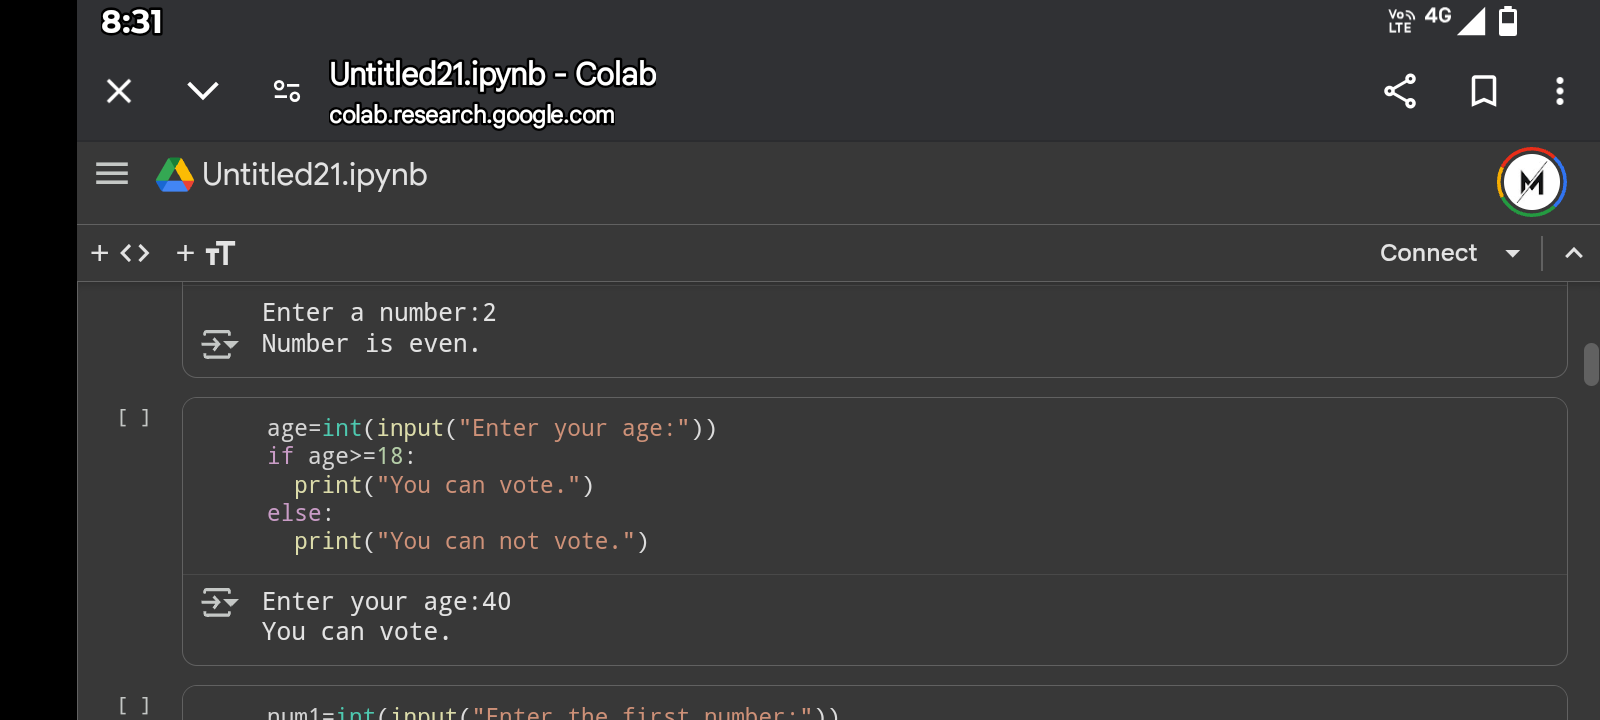 8:31
Vo)) LTE 4G
Untitled21.ipynb - Colab
colab.research.google.com
Untitled21.ipynb
M
+ <> + TT
Connect
Enter a number:2
Number is even.
[ ]
age=int(input("Enter your age:"))
if age>=18:
  print("You can vote.")
else:
  print("You can not vote.")
Enter your age:40
You can vote.
[ ]
num1=int(input("Enter the first number:"))